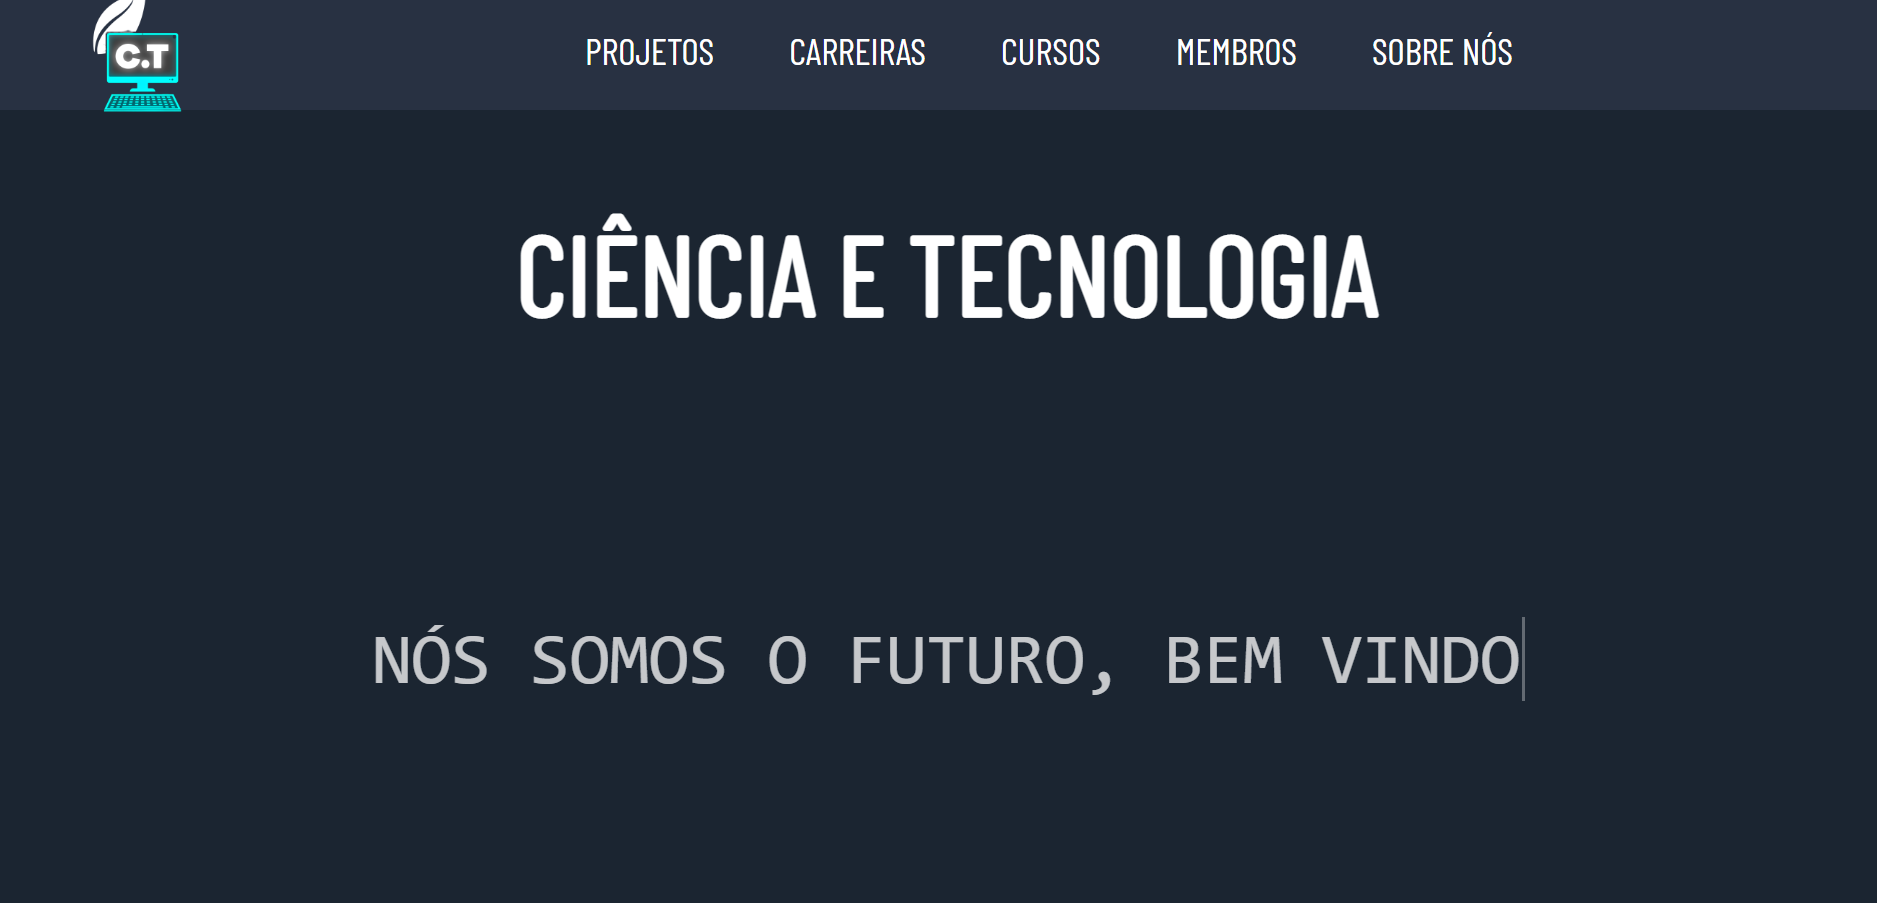 C.T
PROJETOS CARREIRAS CURSOS MEMBROS SOBRE NÓS
CIÊNCIA E TECNOLOGIA
NÓS SOMOS O FUTURO, BEM VINDO